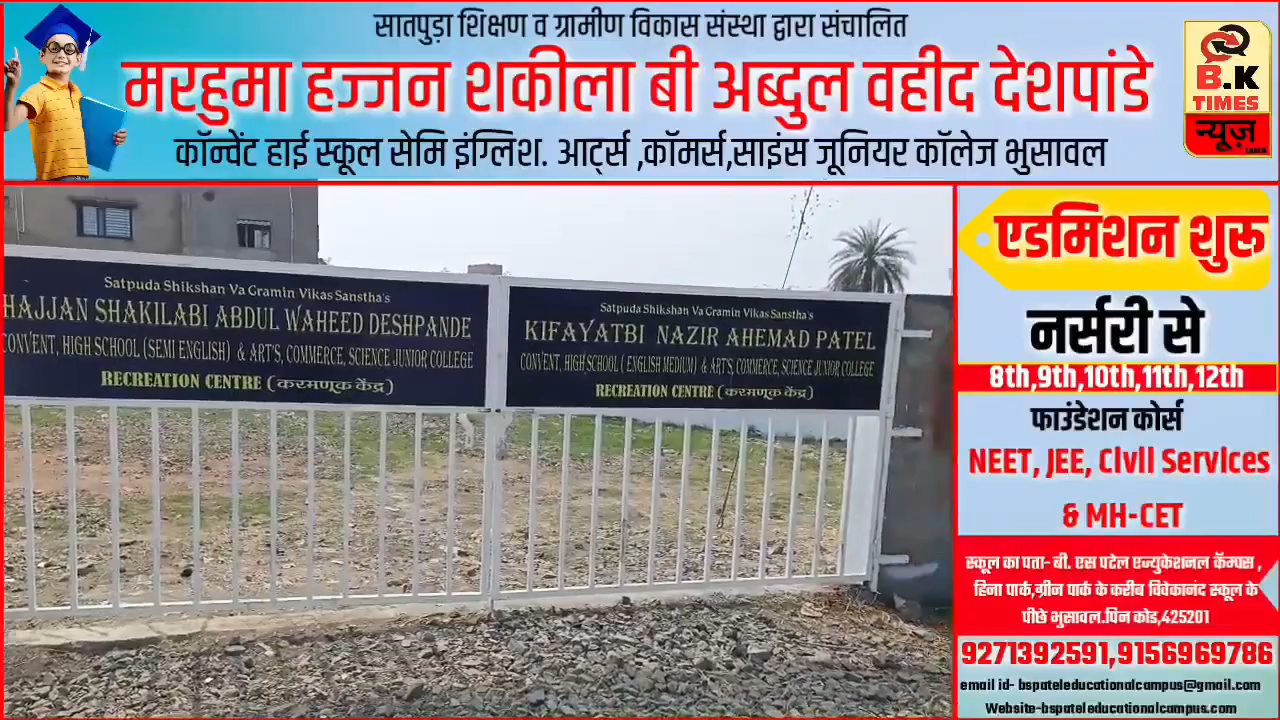 सातपुड़ा शिक्षण व ग्रामीण विकास संस्था द्वारा संचालित
मरहुमा हज्जन शकीला बी अब्दुल वहीद देशपांडे
कॉन्वेंट हाई स्कूल सेमि इंग्लिश. आर्ट्स ,कॉमर्स,साइंस जूनियर कॉलेज भुसावल
B.K
TIMES
न्यूज़
Satpuda Shikshan Va Gramin Vikas Sanstha's
HAJJAN SHAKILABI ABDUL WAHEED DESHPANDE
CONVENT, HIGH SCHOOL (SEMI ENGLISH) & ART'S, COMMERCE, SCIENCE JUNIOR COLLEGE
RECREATION CENTRE (करमणूक केंद्र)
Satpuda Shikshan Va Gramin Vikas Sanstha's
KIFAYATBI NAZIR AHEMAD PATEL
CONVENT, HIGH SCHOOL ( ENGLISH MEDIUM) & ART'S, COMMERCE, SCIENCE JUNIOR COLLEGE
RECREATION CENTRE (करमणूक केंद्र)
एडमिशन शुरू
नर्सरी से
8th,9th,10th,11th,12th
फाउंडेशन कोर्स
NEET, JEE, Civil Services
& MH-CET
स्कूल का पता- बी. एस पटेल एज्युकेशनल कॅम्पस ,
हिना पार्क,ग्रीन पार्क के करीब विवेकानंद स्कूल के
पीछे भुसावल.पिन कोड,425201
9271392591,9156969786
email id- bspateleducationalcampus@gmail.com
Website-bspateleducationalcampus.com